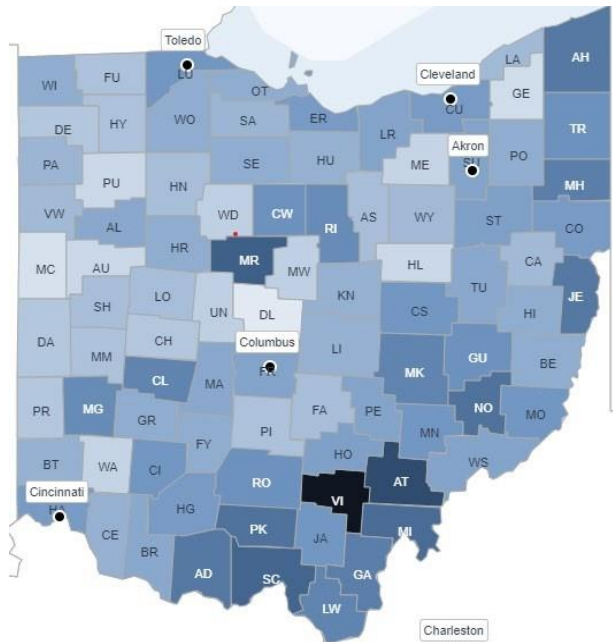 Toledo
LA
AH
FU
WI
LU
Cleveland
OT
GE
CU
ER
WO
SA
HY
DE
LR
TR
Akron
SU
PO
ME
PA
SE
HU
PU
HN
MH
VW
WD
CW
RI
AS
WY
ST
AL
CO
HR
MR
MC
AU
MW
HL
CA
TU
JE
LO
UN
KN
SH
DL
CS
HI
DA
CH
Columbus
MM
LI
GU
BE
FR
MK
CL
MA
MG
PR
FA
PE
NO
MO
GR
PI
MN
FY
HO
WS
BT
WA
CI
RO
AT
Cincinnati
VI
HA
HG
PK
MI
CE
JA
BR
AD
SC
GA
LW
Charleston